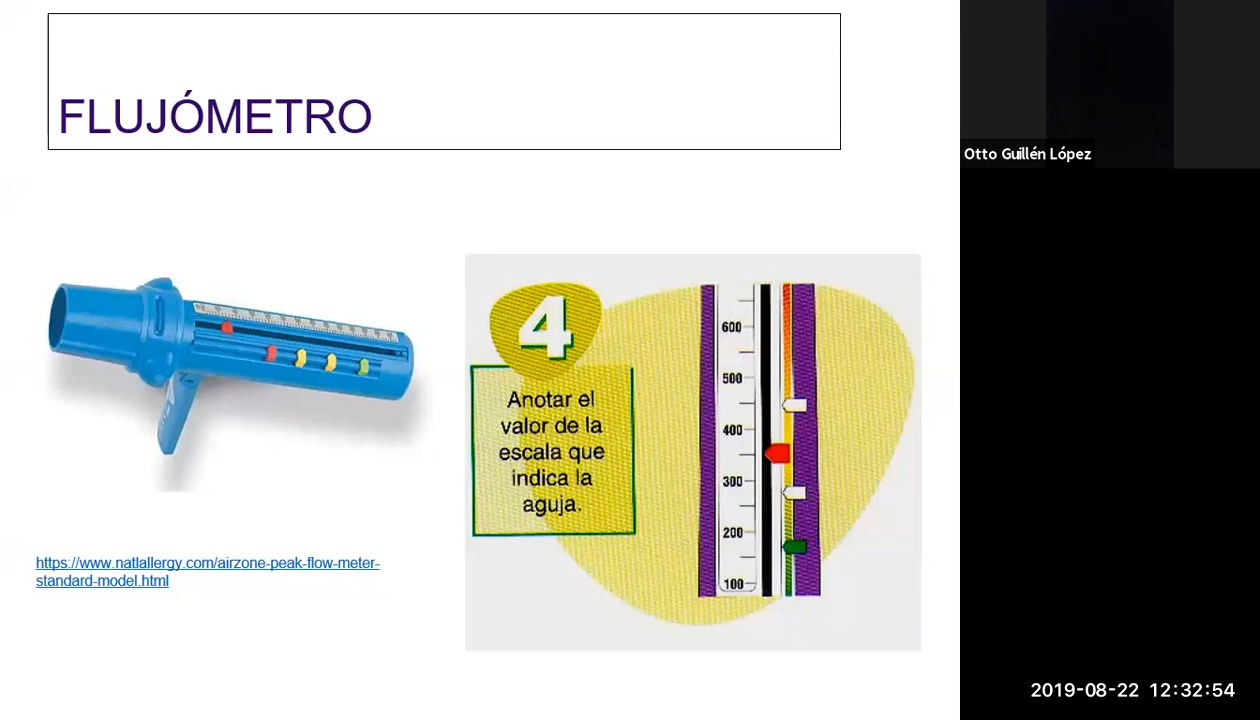 FLUJÓMETRO
Otto Guillén López
4
Anotar el
valor de la
escala que
indica la
aguja.
600
500
400
300
200
100
https://www.natlallergy.com/airzone-peak-flow-meter-
standard-model.html
2019-08-22 12:32:54